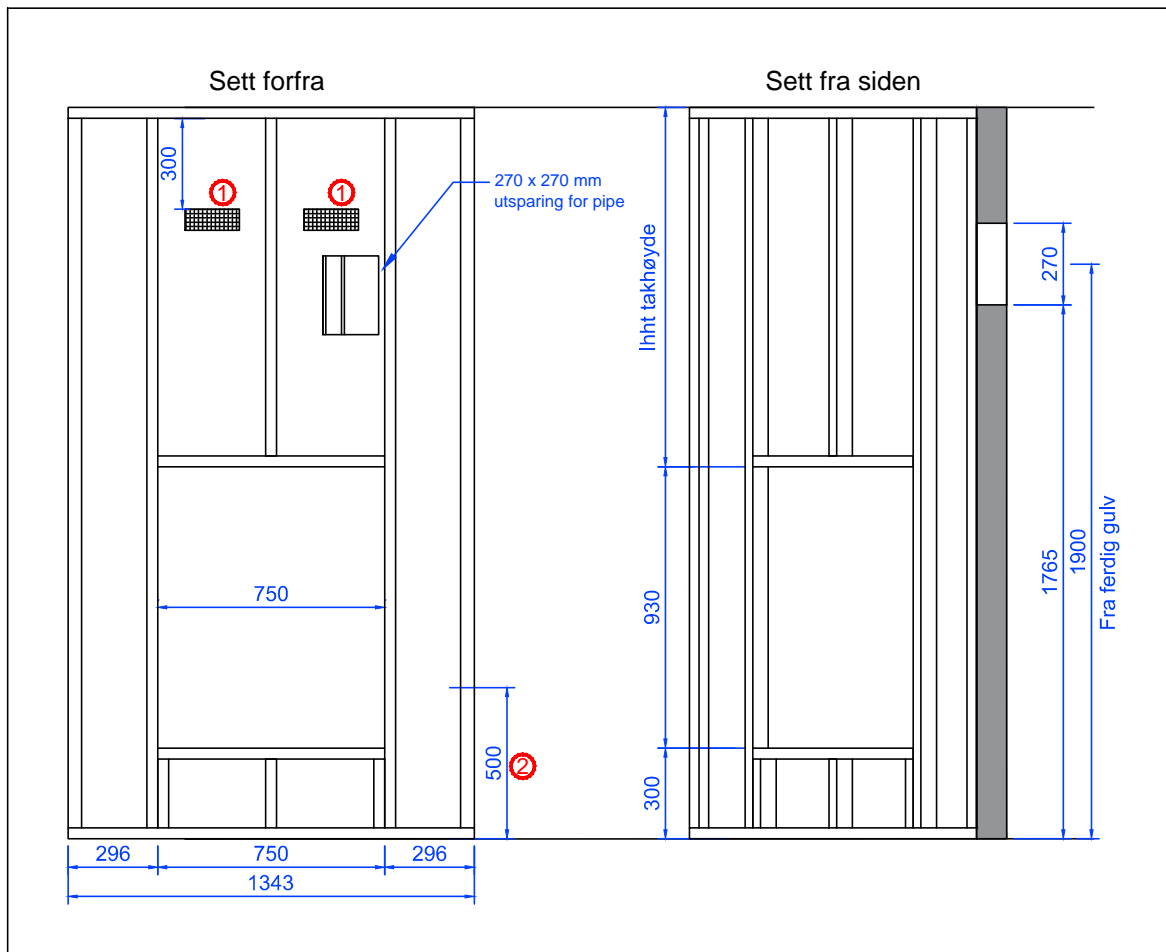 Sett forfra
Sett fra siden
300
1
1
270 x 270 mm
utsparing for pipe
Ihht takhøyde
270
750
930
1765
1900
Fra ferdig gulv
500
2
300
296
750
296
1343